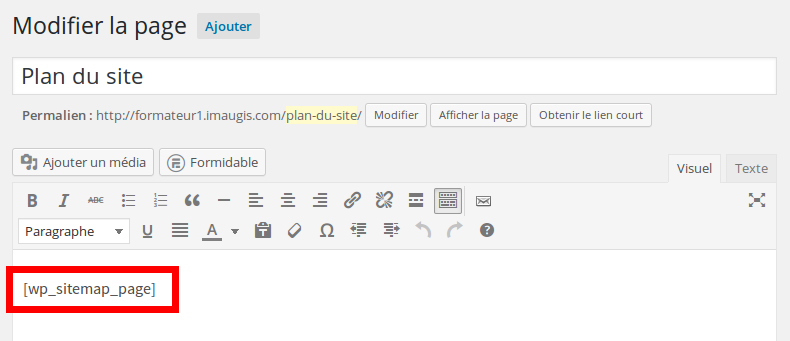 Modifier la page Ajouter
Plan du site
Permalien : http://formateur1.imaugis.com/plan-du-site/ Modifier Afficher la page Obtenir le lien court
Ajouter un média Formidable Visuel Texte
B I ABC
Paragraphe U A
[wp_sitemap_page]